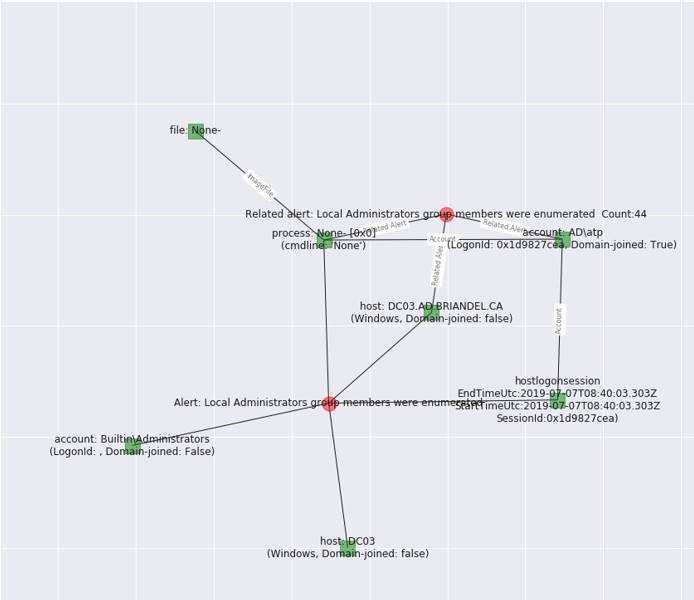 file: None-
ImageFile
Related alert: Local Administrators group members were enumerated  Count:44
Related Alert
Related Alert
process: None- [0x0]
(cmdline: 'None')
Account
account: AD\atp
(LogonId: 0x1d9827cea, Domain-joined: True)
Related Alert
host: DC03.AD.BRIANDEL.CA
(Windows, Domain-joined: false)
Account
hostlogonsession
EndTimeUtc:2019-07-07T08:40:03.303Z
StartTimeUtc:2019-07-07T08:40:03.303Z
SessionId:0x1d9827cea)
Alert: Local Administrators group members were enumerated
account: Builtin\Administrators
(LogonId: , Domain-joined: False)
host: DC03
(Windows, Domain-joined: false)